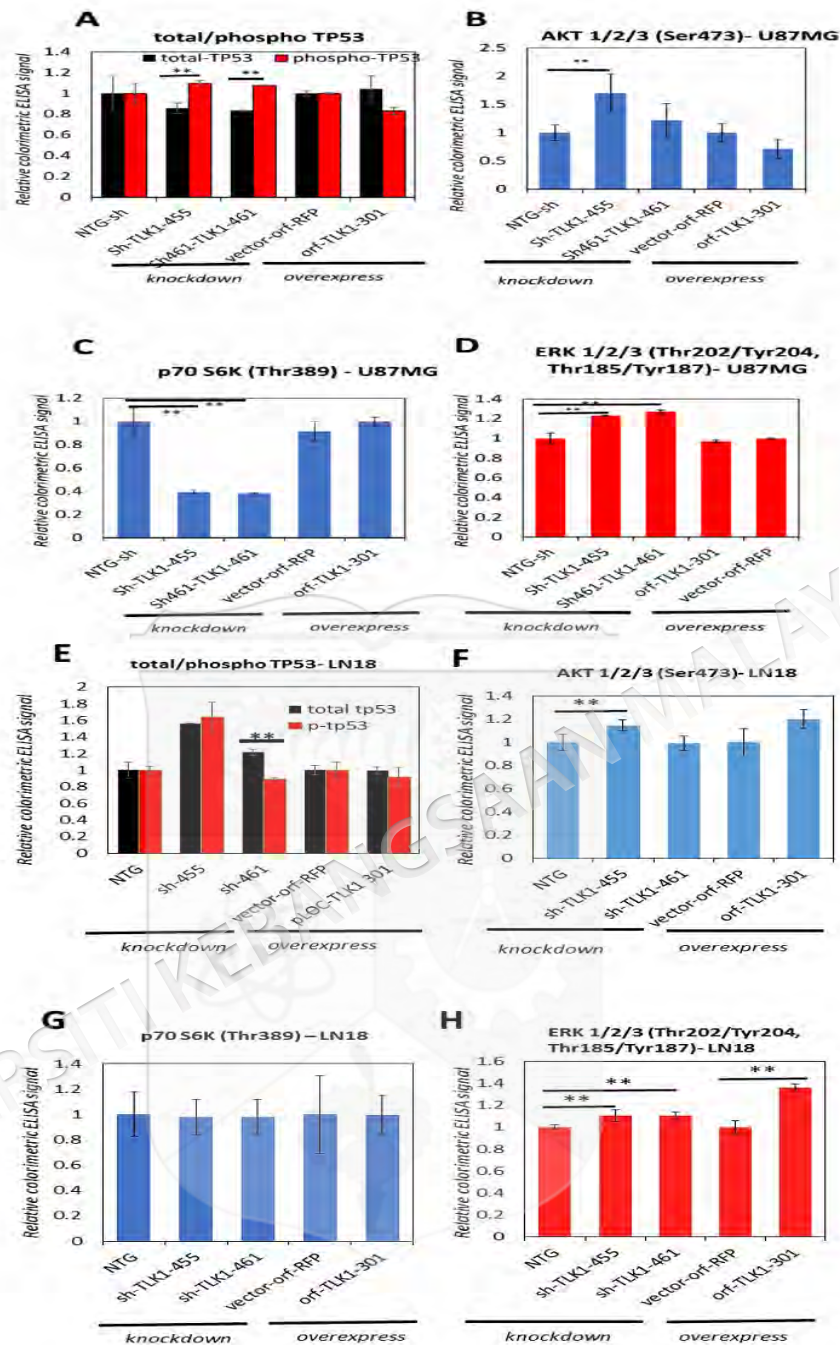 A
total/phospho TP53
total-TP53 phospho-TP53
Relative colorimetric ELISA signal
1.4
1.2
1
0.8
0.6
0.4
0.2
0
** **
NTG-sh
Sh-TLK1-455
Sh461-TLK1-461
vector-orf-RFP
orf-TLK1-301
knockdown overexpress
B
AKT 1/2/3 (Ser473)- U87MG
Relative colorimetric ELISA signal
2.5
2
1.5
1
0.5
0
**
NTG-sh
Sh-TLK1-455
Sh461-TLK1-461
vector-orf-RFP
orf-TLK1-301
knockdown overexpress
C
p70 S6K (Thr389) - U87MG
Relative colorimetric ELISA signal
1.2
1
0.8
0.6
0.4
0.2
0
** **
NTG-sh
Sh-TLK1-455
Sh461-TLK1-461
vector-orf-RFP
orf-TLK1-301
knockdown overexpress
D
ERK 1/2/3 (Thr202/Tyr204,
Thr185/Tyr187)- U87MG
Relative colorimetric ELISA signal
1.4
1.2
1
0.8
0.6
0.4
0.2
0
**
**
NTG-sh
Sh-TLK1-455
Sh461-TLK1-461
orf-TLK1-301
vector-orf-RFP
knockdown overexpress
E
total/phospho TP53- LN18
Relative colorimetric ELISA signal
2
1.8
1.6
1.4
1.2
1
0.8
0.6
0.4
0.2
0
total tp53
p-tp53
**
NTG
sh-455
sh-461
vector-orf-RFP
pLOC-TLK1 301
knockdown overexpress
F
AKT 1/2/3 (Ser473)- LN18
Relative colorimetric ELISA signal
1.4
1.2
1
0.8
0.6
0.4
0.2
0
**
NTG
sh-TLK1-455
sh-TLK1-461
vector-orf-RFP
orf-TLK1-301
knockdown overexpress
G
p70 S6K (Thr389) – LN18
Relative colorimetric ELISA signal
1.4
1.2
1
0.8
0.6
0.4
0.2
0
NTG
sh-TLK1-455
sh-TLK1-461
vector-orf-RFP
orf-TLK1-301
knockdown overexpress
H
ERK 1/2/3 (Thr202/Tyr204,
Thr185/Tyr187)- LN18
Relative colorimetric ELISA signal
1.6
1.4
1.2
1
0.8
0.6
0.4
0.2
0
**
** **
NTG
sh-TLK1-455
sh-TLK1-461
vector-orf-RFP
orf-TLK1-301
knockdown overexpress